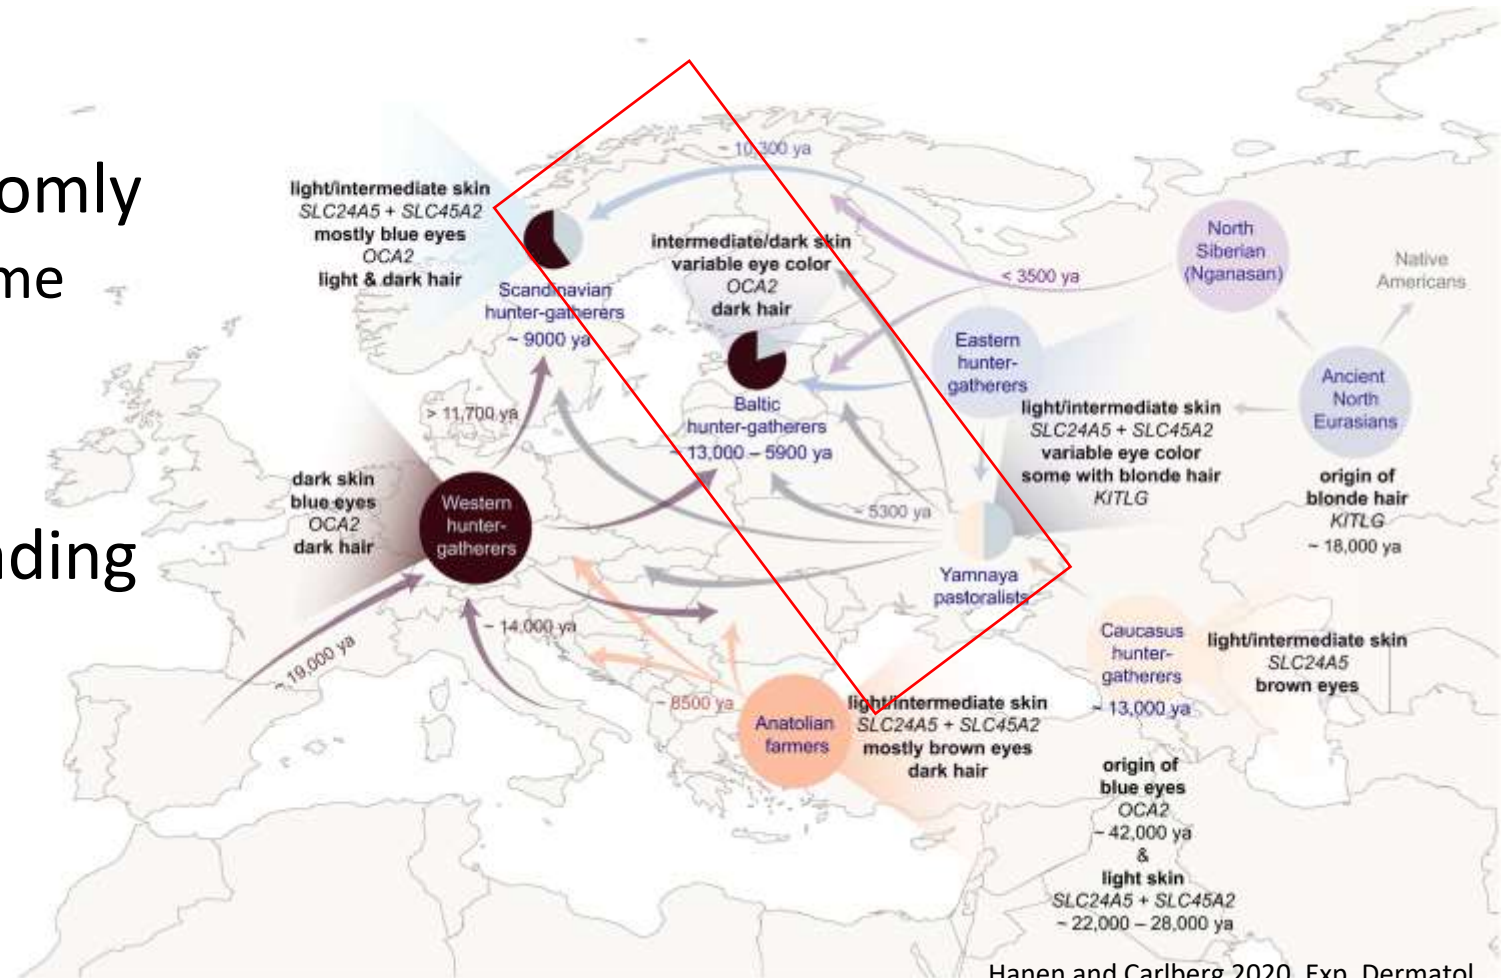 omly
me
nding
~ 10,300 ya
light/intermediate skin
SLC24A5 + SLC45A2
mostly blue eyes
OCA2
light & dark hair
Scandinavian
hunter-gatherers
~ 9000 ya
intermediate/dark skin
variable eye color
OCA2
dark hair
North
Siberian
(Nganasan)
Native
Americans
< 3500 ya
Eastern
hunter-
gatherers
Ancient
North
Eurasians
> 11,700 ya
Baltic
hunter-gatherers
~ 13,000 – 5900 ya
light/intermediate skin
SLC24A5 + SLC45A2
variable eye color
some with blonde hair
KITLG
origin of
blonde hair
KITLG
~ 18,000 ya
dark skin
blue eyes
OCA2
dark hair
Western
hunter-
gatherers
~ 5300 ya
Yamnaya
pastoralists
~ 19,000 ya
~ 14,000 ya
Caucasus
hunter-
gatherers
~ 13,000 ya
light/intermediate skin
SLC24A5
brown eyes
~ 8500 ya
Anatolian
farmers
light/intermediate skin
SLC24A5 + SLC45A2
mostly brown eyes
dark hair
origin of
blue eyes
OCA2
~ 42,000 ya
&
light skin
SLC24A5 + SLC45A2
~ 22,000 – 28,000 ya
Hanen and Carlberg 2020, Exp. Dermatol